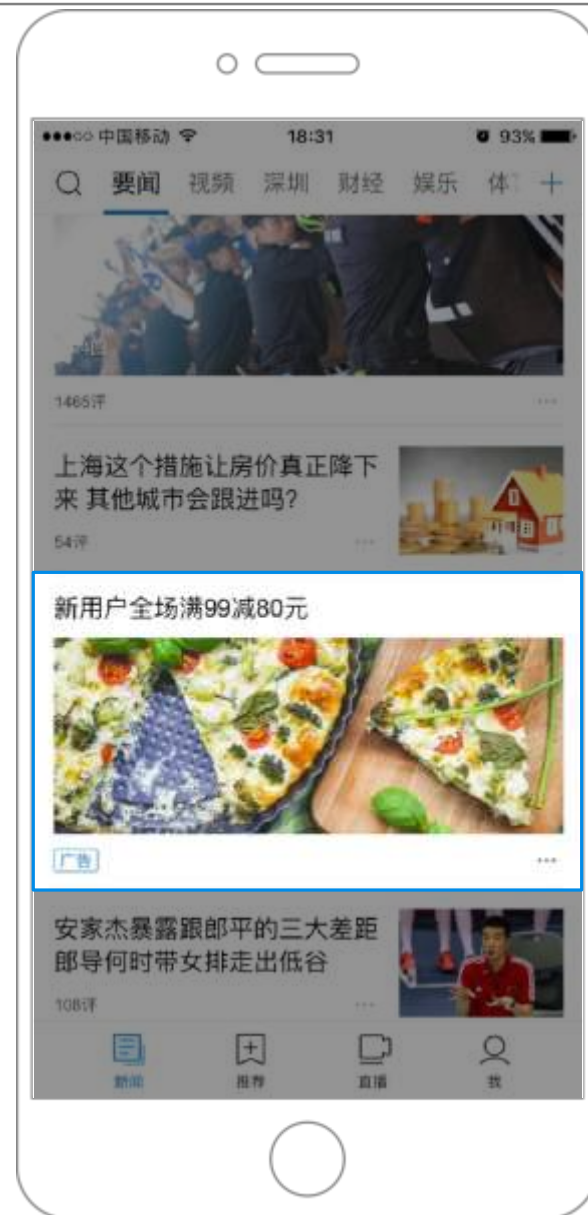 中国移动 18:31 93%
要闻 视频 深圳 财经 娱乐 体
1465评
上海这个措施让房价真正降下
来 其他城市会跟进吗?
54评
新用户全场满99减80元
广告
安家杰暴露跟郎平的三大差距
郎导何时带女排走出低谷
108评
新闻 推荐 直播 我